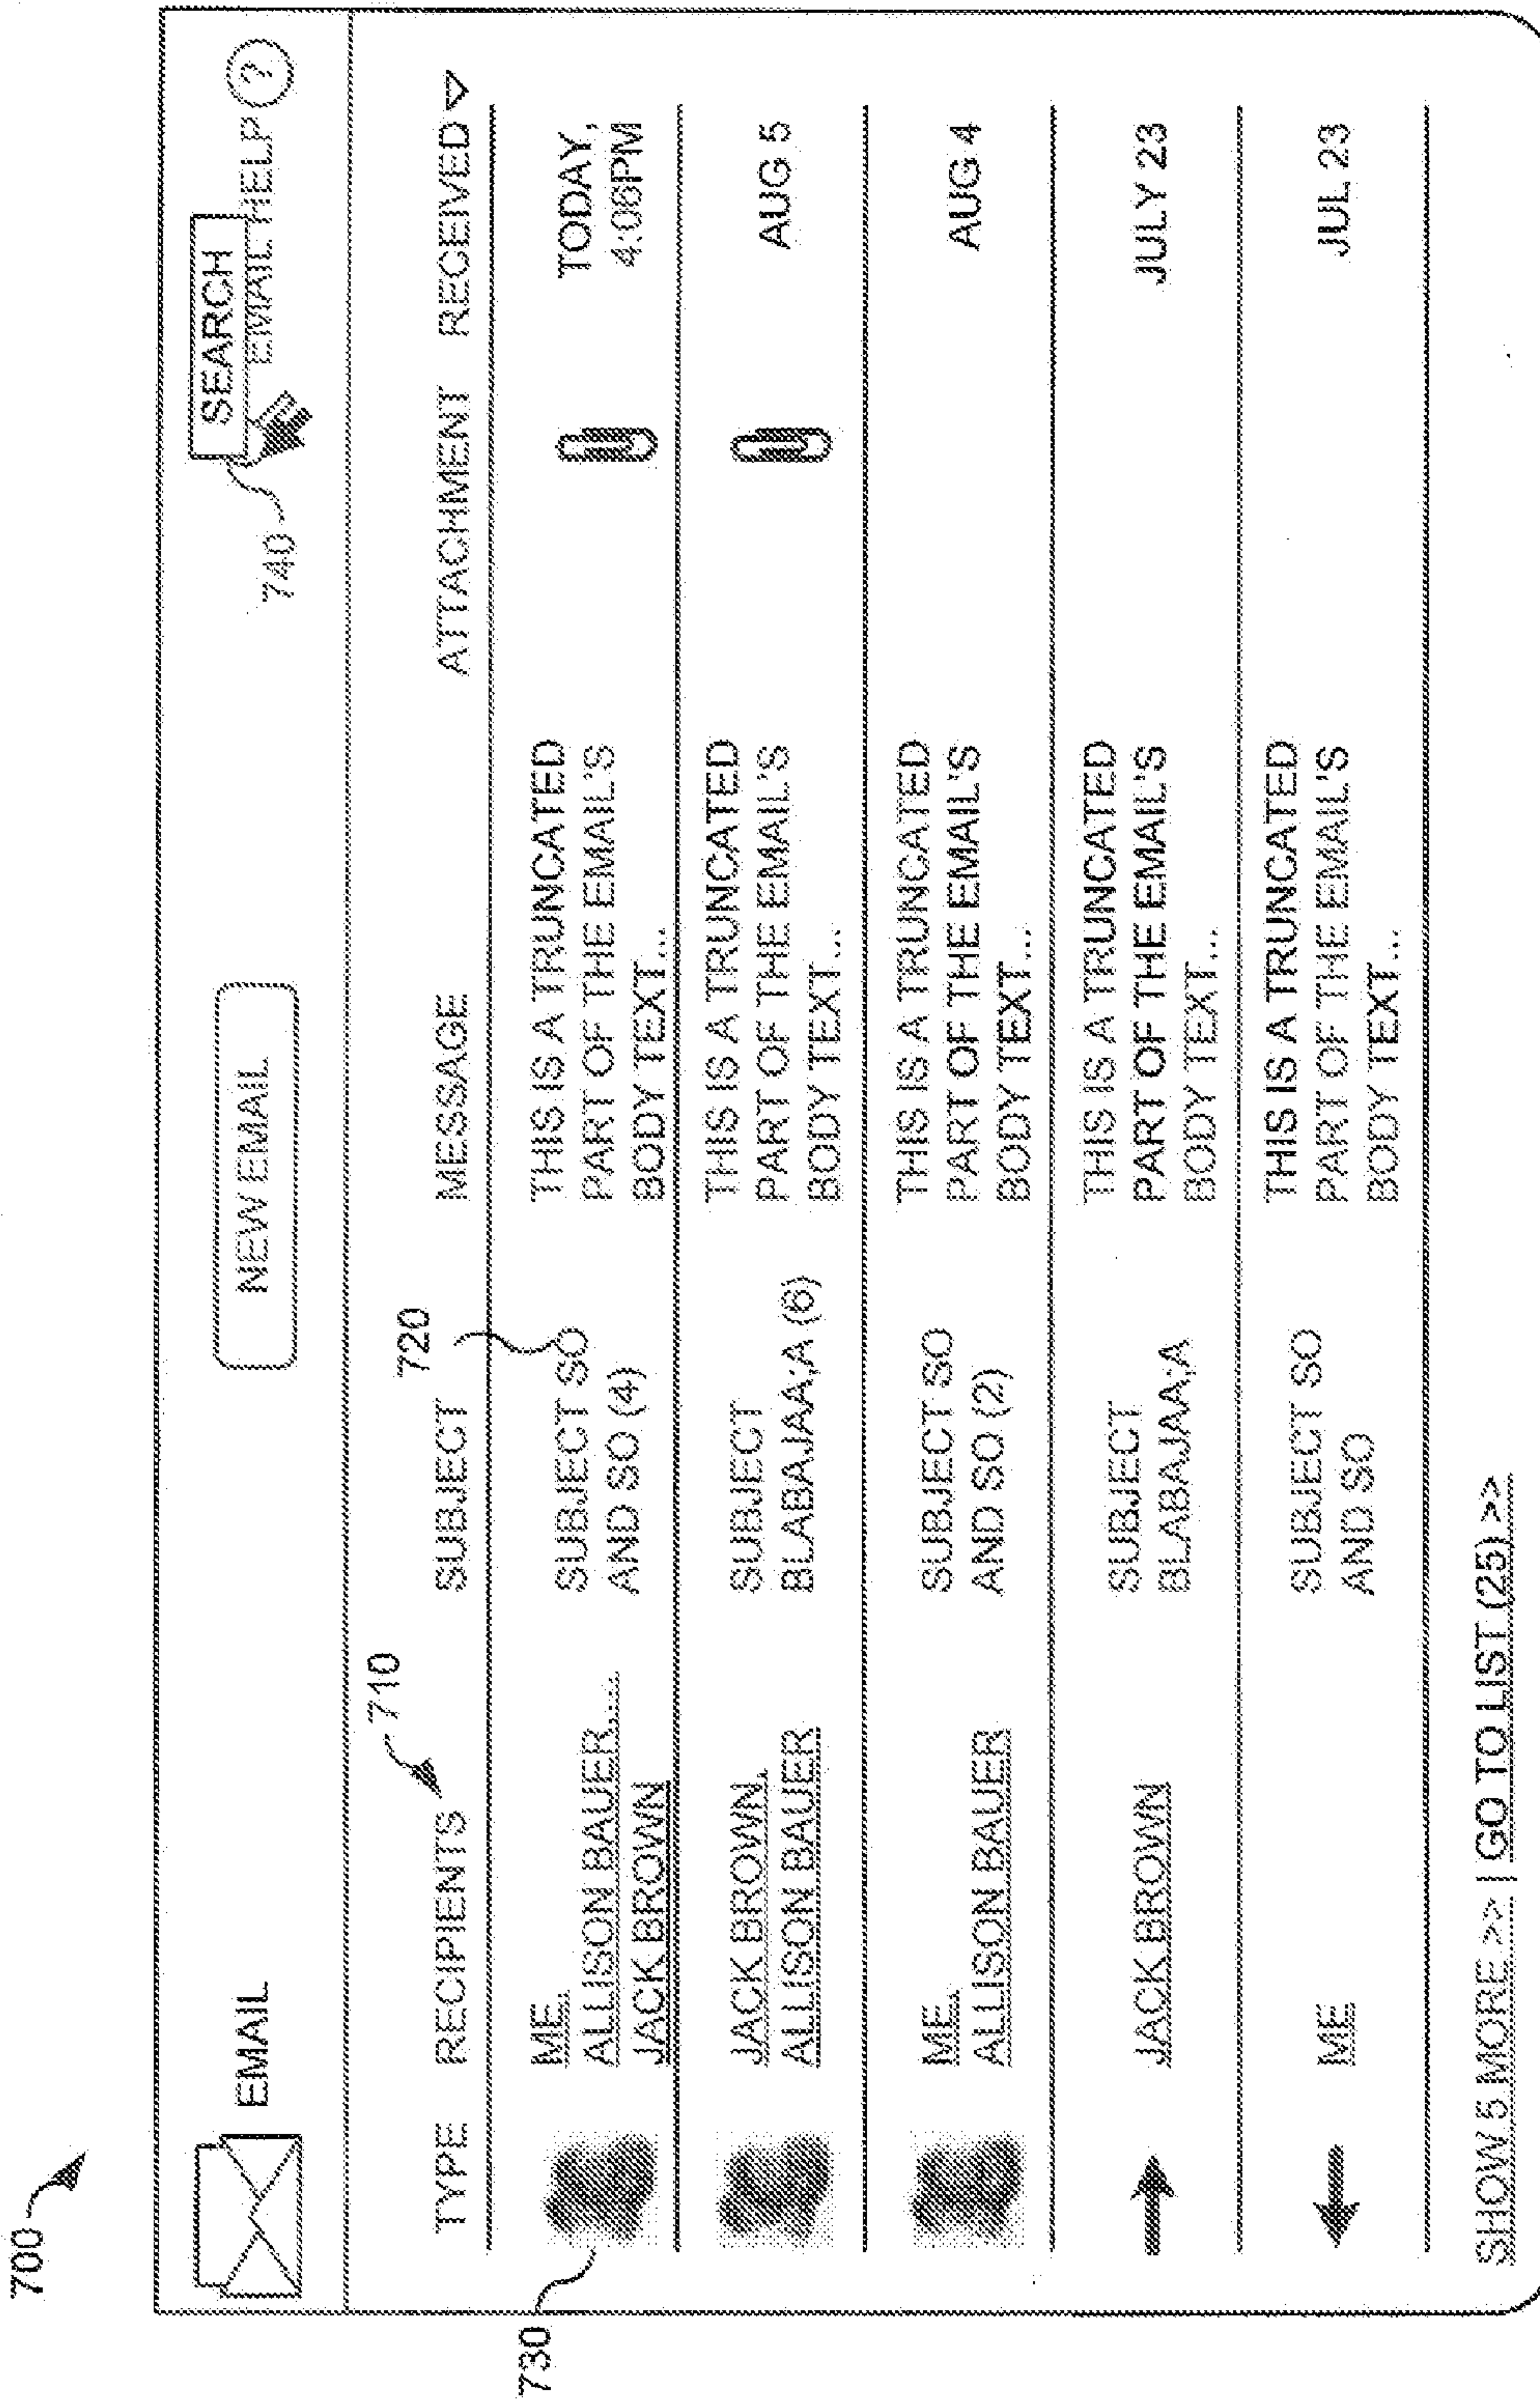 700
EMAIL
NEW EMAIL
SEARCH
EMAIL HELP ?
740
710
720
TYPE RECIPIENTS SUBJECT MESSAGE ATTACHMENT RECEIVED
730
ME,
ALLISON BAUER....
JACK BROWN
SUBJECT SO
AND SO (4)
THIS IS A TRUNCATED
PART OF THE EMAIL'S
BODY TEXT...
TODAY,
4:08PM
JACK BROWN,
ALLISON BAUER
SUBJECT
BLABAJAA;A (6)
THIS IS A TRUNCATED
PART OF THE EMAIL'S
BODY TEXT...
AUG 5
ME,
ALLISON BAUER
SUBJECT SO
AND SO (2)
THIS IS A TRUNCATED
PART OF THE EMAIL'S
BODY TEXT...
AUG 4
JACK BROWN
SUBJECT
BLABAJAA;A
THIS IS A TRUNCATED
PART OF THE EMAIL'S
BODY TEXT...
JULY 23
ME
SUBJECT SO
AND SO
THIS IS A TRUNCATED
PART OF THE EMAIL'S
BODY TEXT...
JUL 23
SHOW 5 MORE >> | GO TO LIST (25) >>